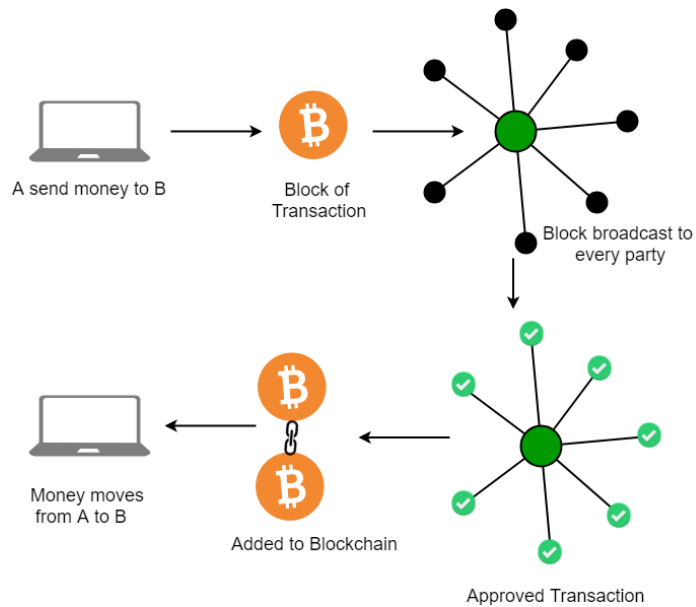 A send money to B
Block of
Transaction
Block broadcast to
every party
Approved Transaction
Added to Blockchain
Money moves
from A to B